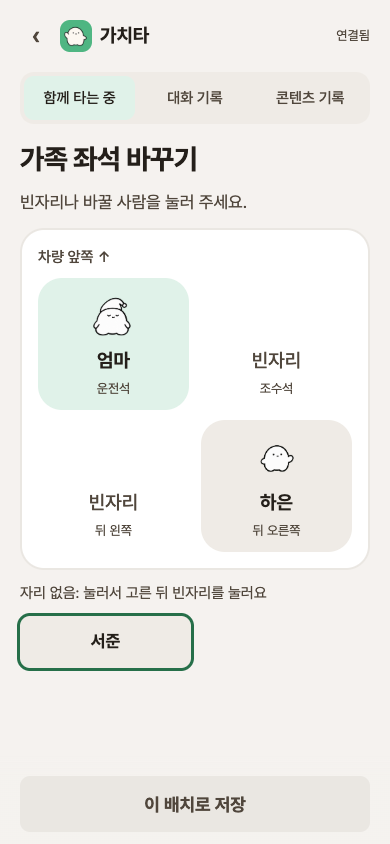 ‹ 가치타 연결됨
함께 타는 중 대화 기록 콘텐츠 기록
가족 좌석 바꾸기
빈자리나 바꿀 사람을 눌러 주세요.
차량 앞쪽 ↑
엄마
운전석
빈자리
조수석
빈자리
뒤 왼쪽
하은
뒤 오른쪽
자리 없음: 눌러서 고른 뒤 빈자리를 눌러요
서준
이 배치로 저장